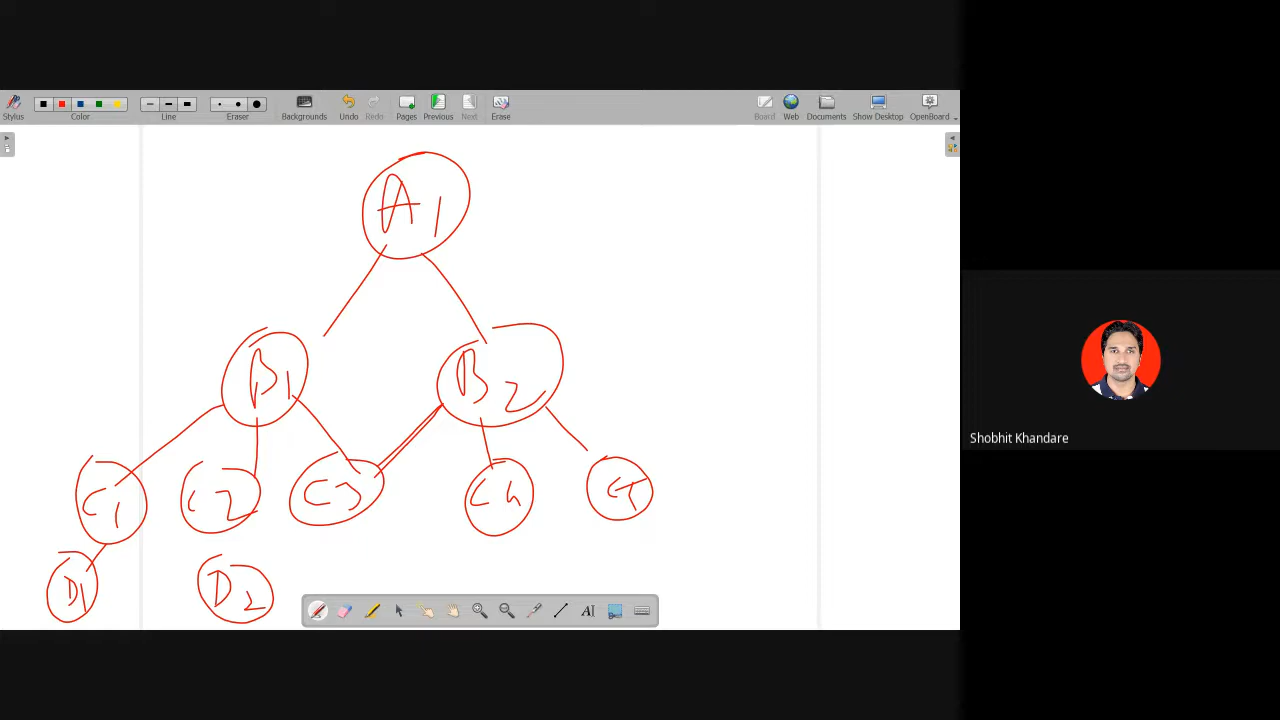 Stylus
Color
Line
Eraser
Backgrounds
Undo
Redo
Pages
Previous
Next
Erase
Board
Web
Documents
Show Desktop
OpenBoard
A1
B1
B2
C1
C2
C3
C4
C5
D1
D2
AI
Shobhit Khandare